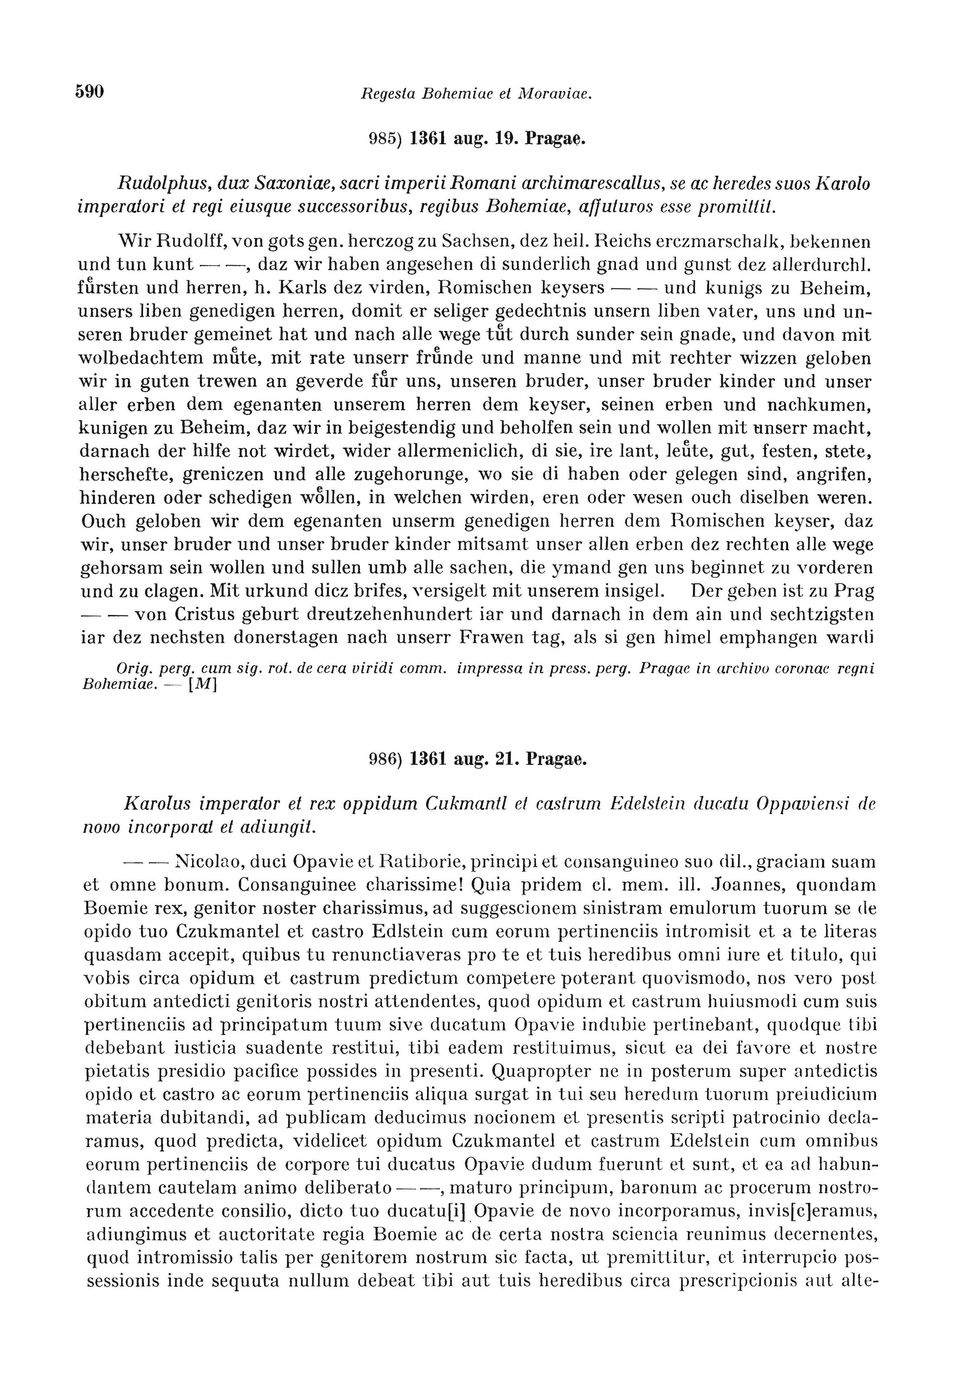 590 Regesta Bohemiae et Moraviae.
985) 1361 aug. 19. Pragae.
Rudolphus, dux Saxoniae, sacri imperii Romani archimarescallus, se ac heredes suos Karolo
imperatori et regi eiusque successoribus, regibus Bohemiae, affuturos esse promittit.
Wir Rudolff, von gots gen. herczog zu Sachsen, dez heil. Reichs erczmarschalk, bekennen
und tun kunt — —, daz wir haben angesehen di sunderlich gnad und gunst dez allerdurchl.
fuͤrsten und herren, h. Karls dez virden, Romischen keysers — — und kunigs zu Beheim,
unsers liben genedigen herren, domit er seliger gedechtnis unsern liben vater, uns und un-
seren bruder gemeinet hat und nach alle wege tuͤt durch sunder sein gnade, und davon mit
wolbedachtem muͤte, mit rate unserr fruͤnde und manne und mit rechter wizzen geloben
wir in guten trewen an geverde fuͤr uns, unseren bruder, unser bruder kinder und unser
aller erben dem egenanten unserem herren dem keyser, seinen erben und nachkumen,
kunigen zu Beheim, daz wir in beigestendig und beholfen sein und wollen mit unserr macht,
darnach der hilfe not wirdet, wider allermeniclich, di sie, ire lant, leuͤte, gut, festen, stete,
herschefte, greniczen und alle zugehorunge, wo sie di haben oder gelegen sind, angrifen,
hinderen oder schedigen woͤllen, in welchen wirden, eren oder wesen ouch diselben weren.
Ouch geloben wir dem egenanten unserm genedigen herren dem Romischen keyser, daz
wir, unser bruder und unser bruder kinder mitsamt unser allen erben dez rechten alle wege
gehorsam sein wollen und sullen umb alle sachen, die ymand gen uns beginnet zu vorderen
und zu clagen. Mit urkund dicz brifes, versigelt mit unserem insigel. Der geben ist zu Prag
— — von Cristus geburt dreutzehenhundert iar und darnach in dem ain und sechtzigsten
iar dez nechsten donerstagen nach unserr Frawen tag, als si gen himel emphangen ward
Orig. perg. cum sig. rot. de cera viridi comm. impressa in press. perg. Pragae in archivo coronae regni
Bohemiae. — [M]
986) 1361 aug. 21. Pragae.
Karolus imperator et rex oppidum Cukmantl et castrum Edelstein ducatu Oppaviensi de
novo incorporat et adiungit.
— — Nicolao, duci Opavie et Ratiborie, principi et consanguineo suo dil., graciam suam
et omne bonum. Consanguinee charissime! Quia pridem cl. mem. ill. Joannes, quondam
Boemie rex, genitor noster charissimus, ad suggescionem sinistram emulorum tuorum se de
opido tuo Czukmantel et castro Edlstein cum eorum pertinenciis intromisit et a te literas
quasdam accepit, quibus tu renunctiaveras pro te et tuis heredibus omni iure et titulo, qui
vobis circa opidum et castrum predictum competere poterant quovismodo, nos vero post
obitum antedicti genitoris nostri attendentes, quod opidum et castrum huiusmodi cum suis
pertinenciis ad principatum tuum sive ducatum Opavie indubie pertinebant, quodque tibi
debebant iusticia suadente restitui, tibi eadem restituimus, sicut ea dei favore et nostre
pietatis presidio pacifice possides in presenti. Quapropter ne in posterum super antedictis
opido et castro ac eorum pertinenciis aliqua surgat in tui seu heredum tuorum preiudicium
materia dubitandi, ad publicam deducimus nocionem et presentis scripti patrocinio decla-
ramus, quod predicta, videlicet opidum Czukmantel et castrum Edelstein cum omnibus
eorum pertinenciis de corpore tui ducatus Opavie dudum fuerunt et sunt, et ea ad habun-
dantem cautelam animo deliberato — —, maturo principum, baronum ac procerum nostro-
rum accedente consilio, dicto tuo ducatu[i] Opavie de novo incorporamus, invis[c]eramus,
adiungimus et auctoritate regia Boemie ac de certa nostra sciencia reunimus decernentes,
quod intromissio talis per genitorem nostrum sic facta, ut premittitur, et interrupcio pos-
sessionis inde sequuta nullum debeat tibi aut tuis heredibus circa prescripcionis aut alte-